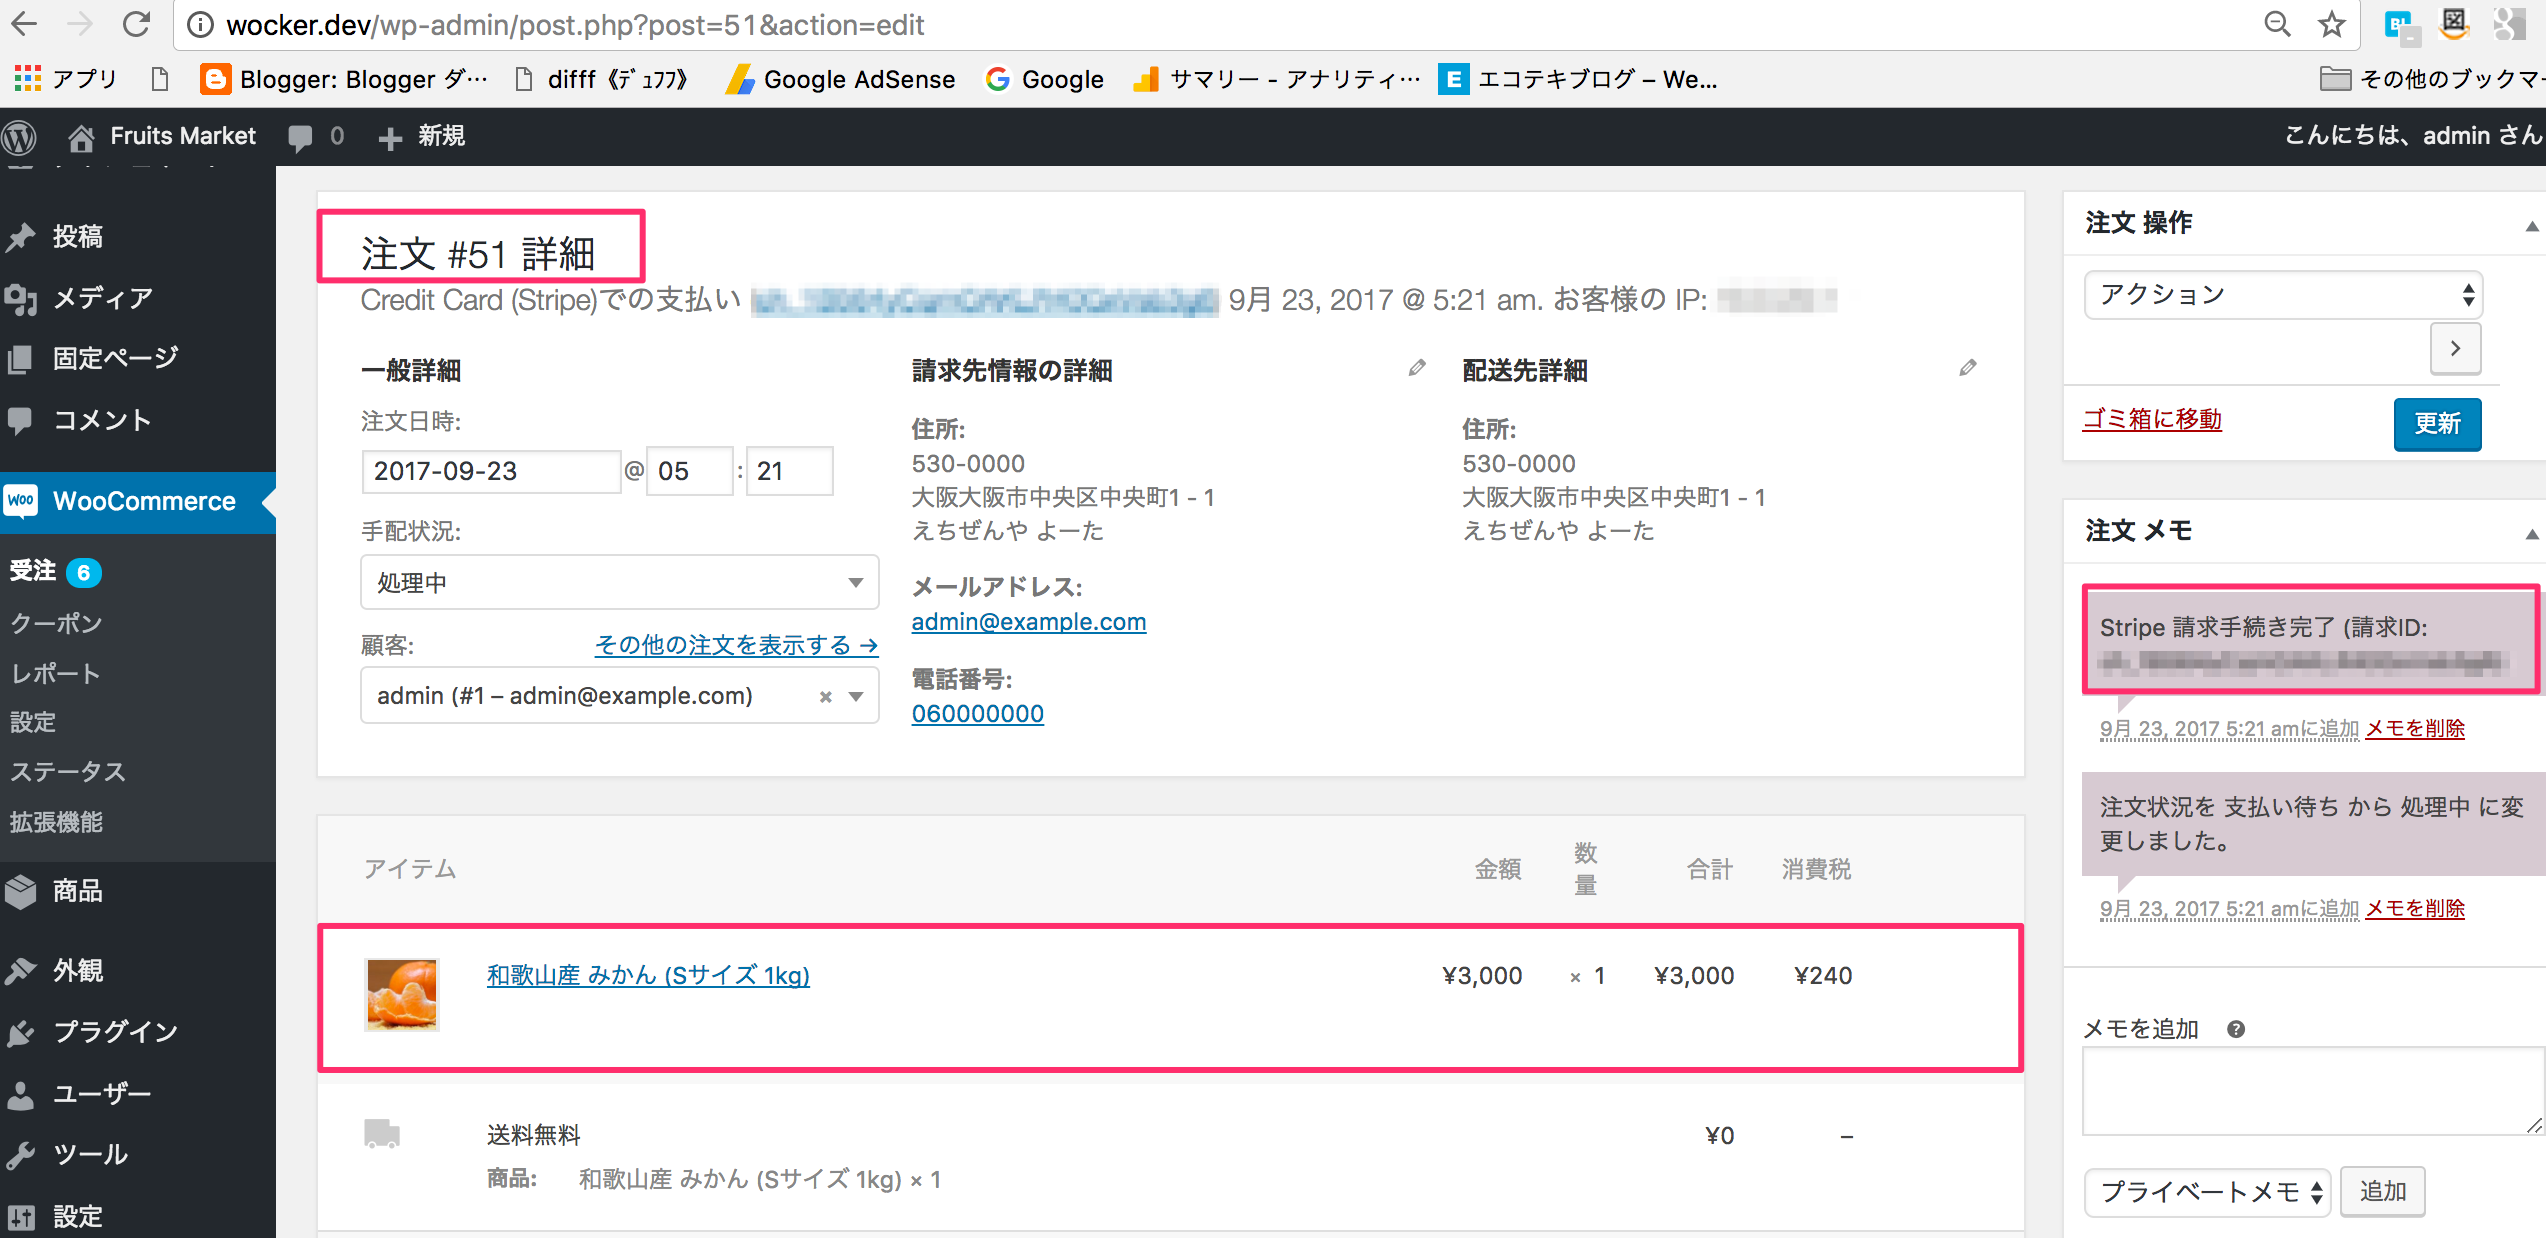 wocker.dev/wp-admin/post.php?post=51&action=edit
アプリ
Blogger: Blogger ダ…
difff《ﾃﾞｭﾌﾌ》
Google AdSense
Google
サマリー - アナリティ…
エコテキブログ – We...
その他のブックマー
Fruits Market
0
新規
こんにちは、admin さん
投稿
メディア
固定ページ
コメント
WooCommerce
受注 6
クーポン
レポート
設定
ステータス
拡張機能
商品
外観
プラグイン
ユーザー
ツール
設定
注文 #51 詳細
Credit Card (Stripe)での支払い 9月 23, 2017 @ 5:21 am. お客様の IP:
一般詳細
注文日時:
2017-09-23 @ 05 : 21
手配状況:
処理中
顧客: その他の注文を表示する →
admin (#1 – admin@example.com) ×
請求先情報の詳細
住所:
530-0000
大阪大阪市中央区中央町1 - 1
えちぜんや よーた
メールアドレス:
admin@example.com
電話番号:
060000000
配送先詳細
住所:
530-0000
大阪大阪市中央区中央町1 - 1
えちぜんや よーた
アイテム 金額 数量 合計 消費税
和歌山産 みかん (Sサイズ 1kg) ¥3,000 × 1 ¥3,000 ¥240
送料無料 ¥0 –
商品: 和歌山産 みかん (Sサイズ 1kg) × 1
注文 操作
アクション
ゴミ箱に移動
更新
注文 メモ
Stripe 請求手続き完了 (請求ID:
9月 23, 2017 5:21 amに追加 メモを削除
注文状況を 支払い待ち から 処理中 に変
更しました。
9月 23, 2017 5:21 amに追加 メモを削除
メモを追加
プライベートメモ
追加